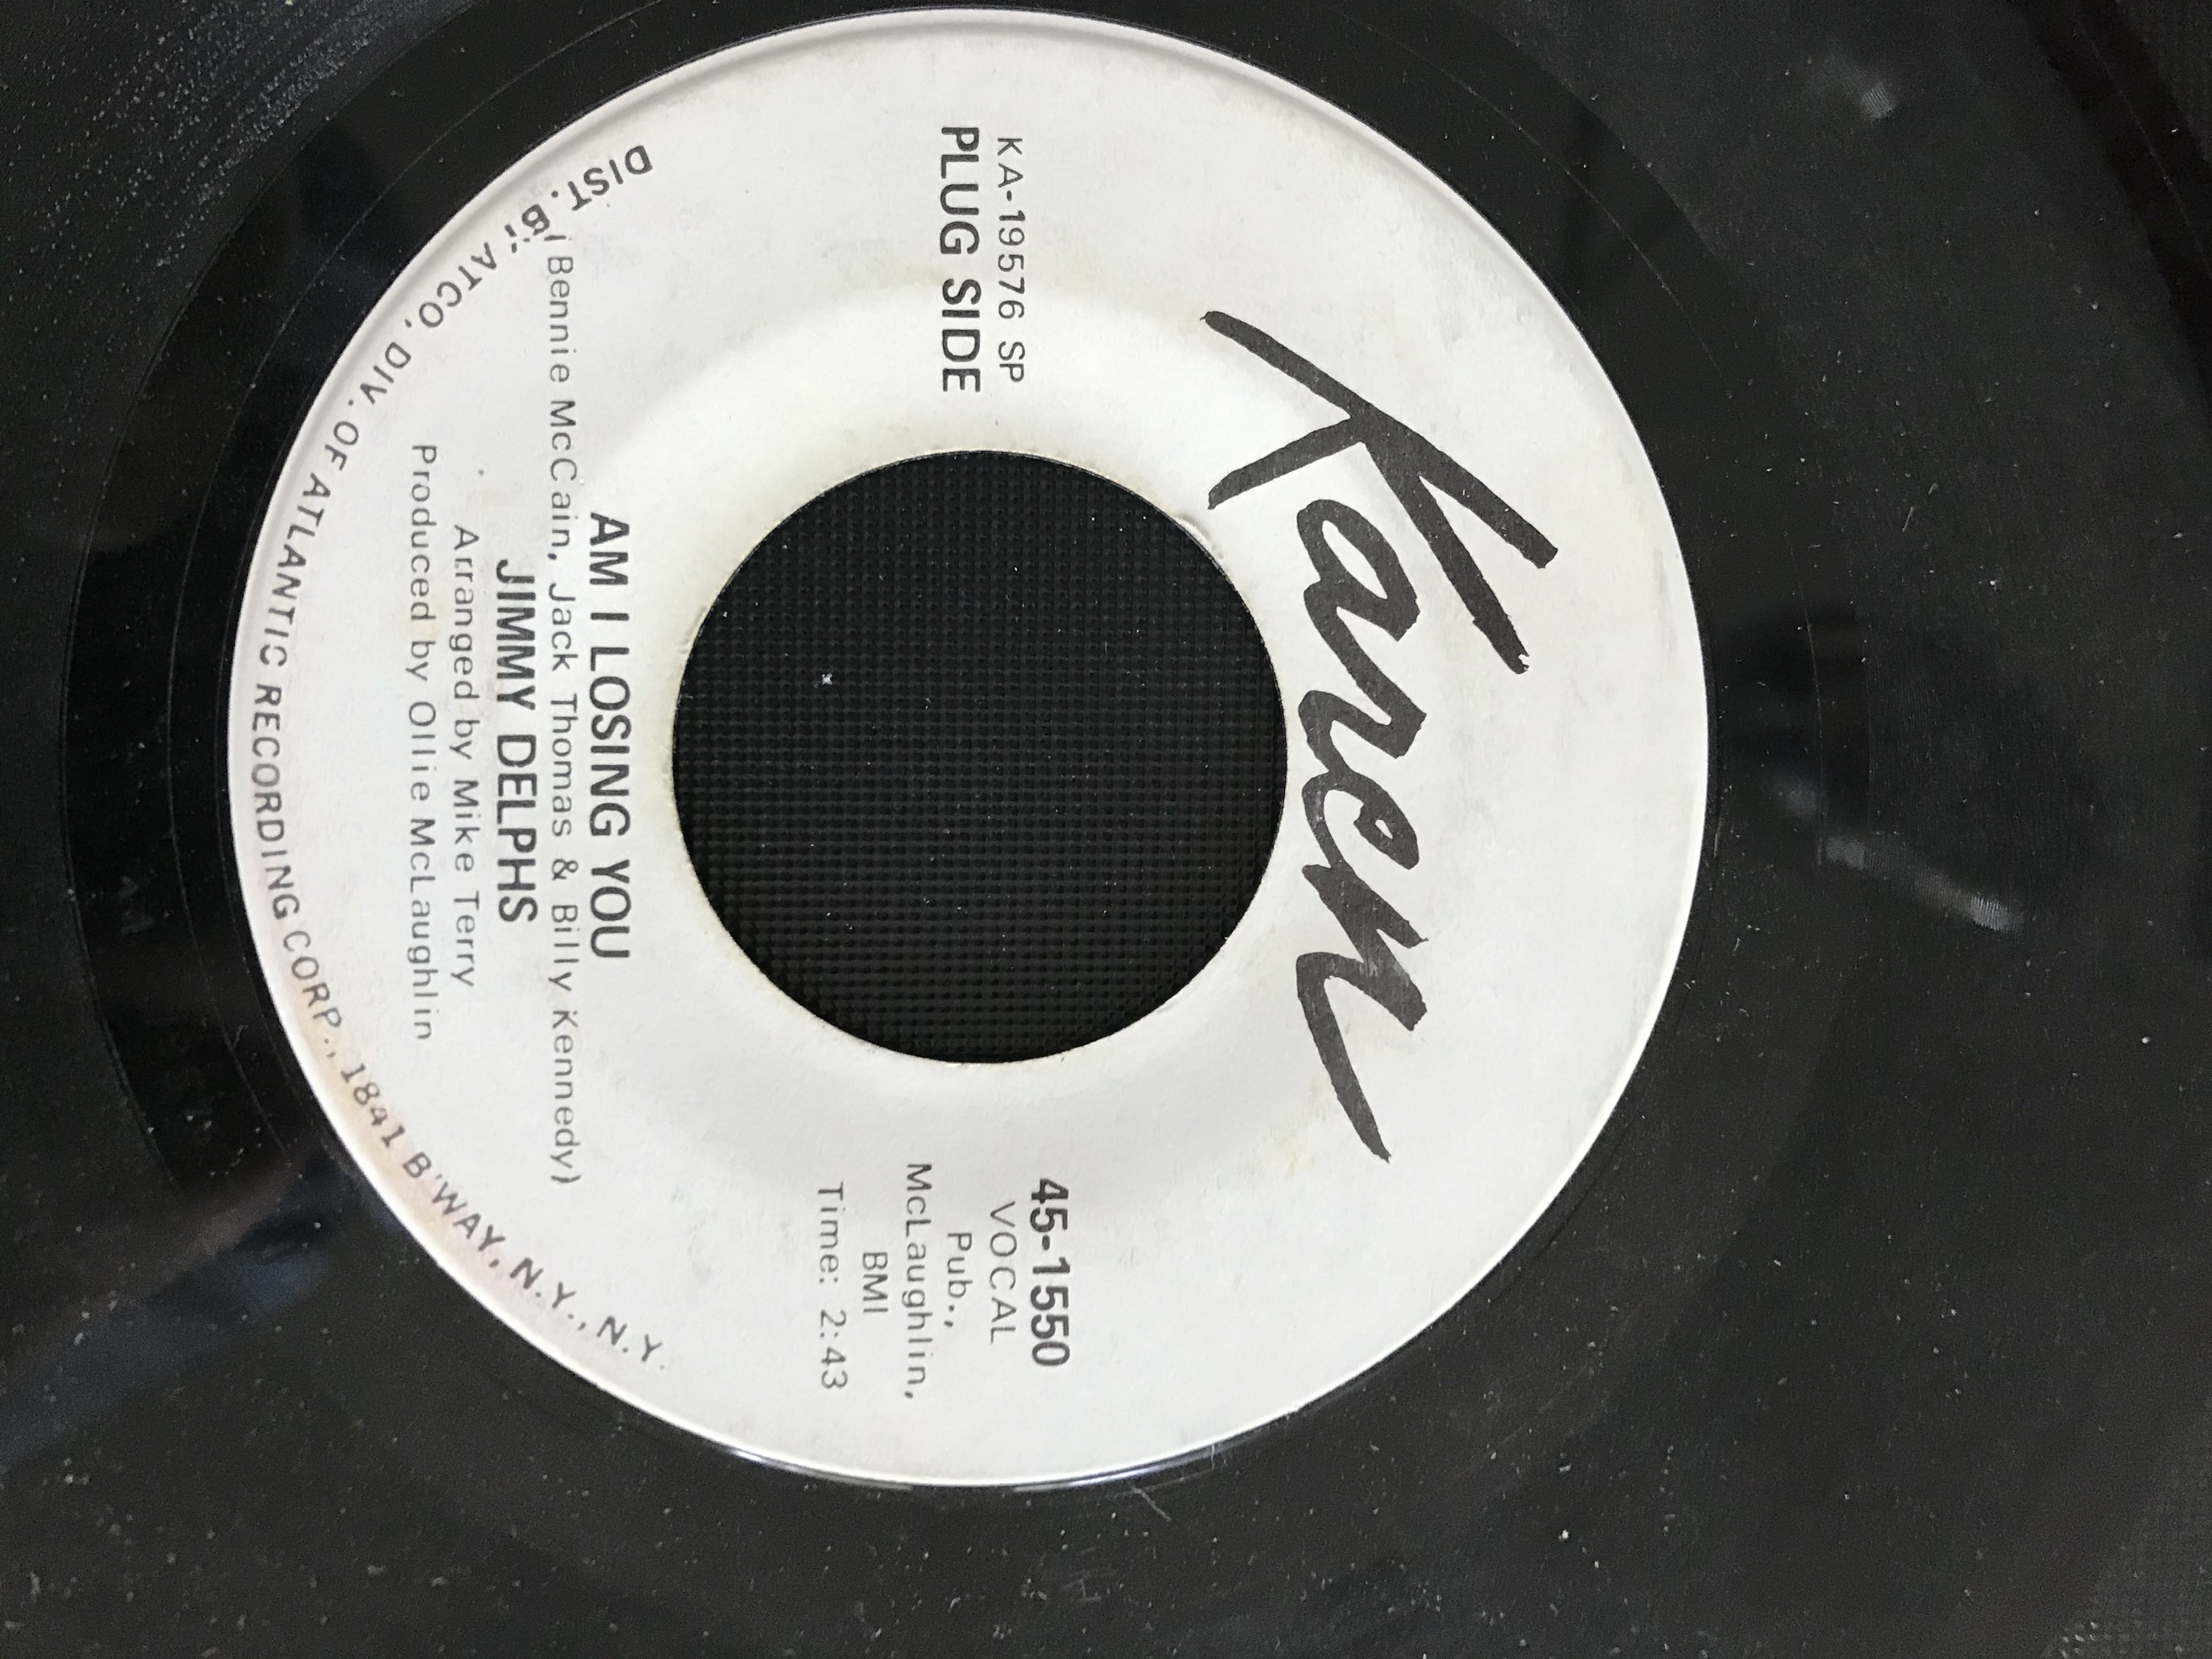 Karen
KA-19576 SP
PLUG SIDE
45-1550
VOCAL
Pub.,
McLaughlin,
BMI
Time: 2:43
AM I LOSING YOU
(Bennie McCain, Jack Thomas & Billy Kennedy)
JIMMY DELPHS
Arranged by Mike Terry
Produced by Ollie McLaughlin
DIST. BY ATCO, DIV. OF ATLANTIC RECORDING CORP., 1841 B'WAY, N.Y., N.Y.